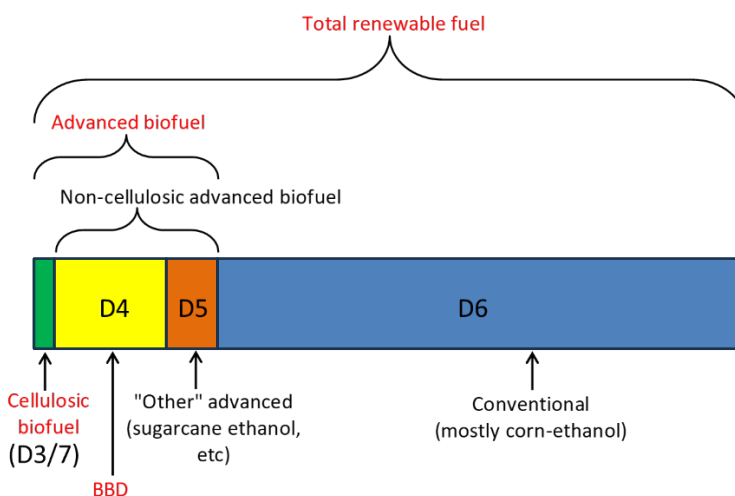 Total renewable fuel
Advanced biofuel
Non-cellulosic advanced biofuel
D4
D5
D6
Cellulosic
biofuel
(D3/7)
"Other" advanced
(sugarcane ethanol,
etc)
Conventional
(mostly corn-ethanol)
BBD